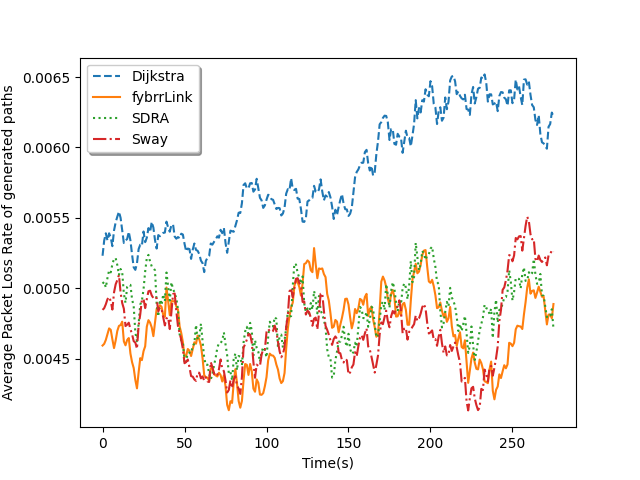 Average Packet Loss Rate of generated paths
0.0065
0.0060
0.0055
0.0050
0.0045
Dijkstra
fybrrLink
SDRA
Sway
0
50
100
150
200
250
Time(s)